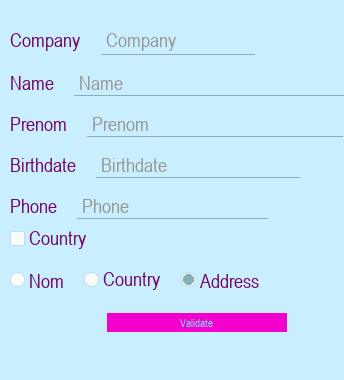 Company Company
Name Name
Prenom Prenom
Birthdate Birthdate
Phone Phone
Country
Nom Country Address
Validate